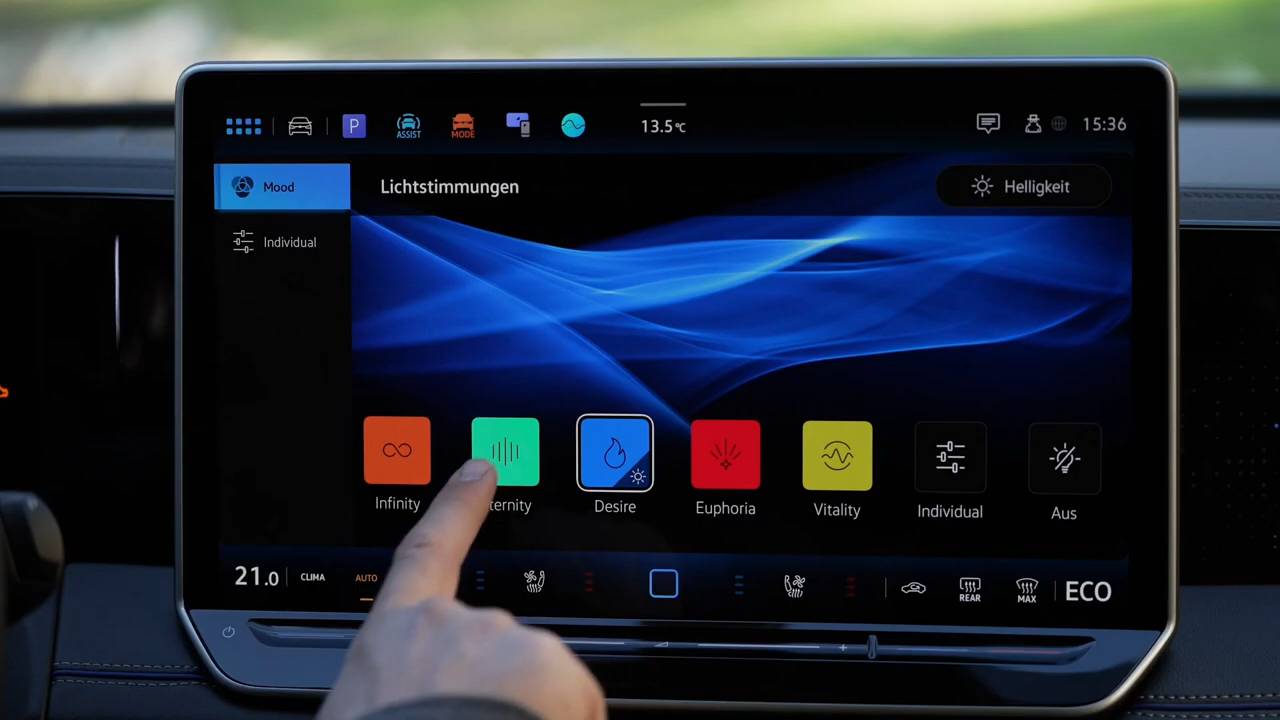 P
ASSIST
MODE
13.5°C
15:36
Mood
Lichtstimmungen
Helligkeit
Individual
Infinity
ternity
Desire
Euphoria
Vitality
Individual
Aus
21.0
CLIMA
AUTO
REAR
MAX
ECO